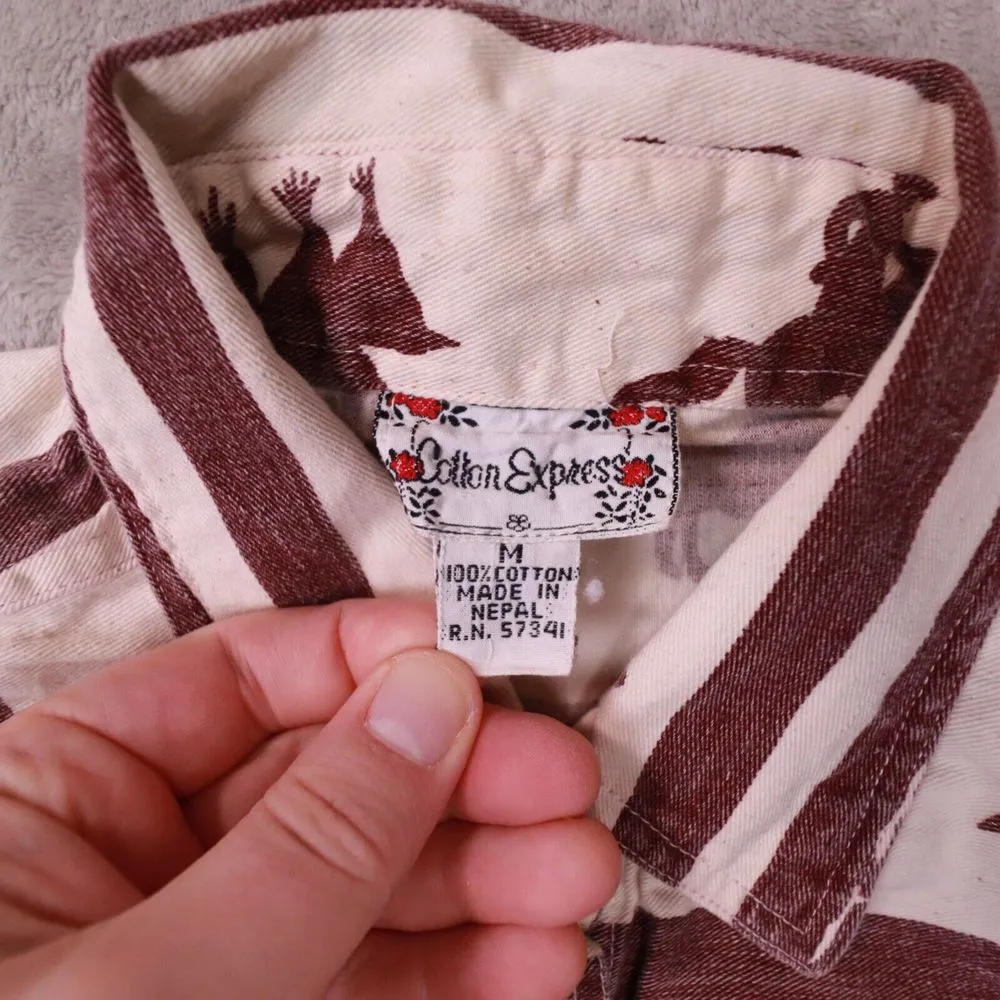 Cotton Express
M
100% COTTON
MADE IN
NEPAL
R.N. 57341